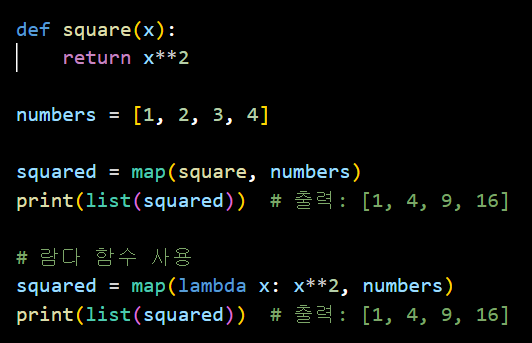 def square(x):
    return x**2
numbers = [1, 2, 3, 4]
squared = map(square, numbers)
print(list(squared))  # 출력: [1, 4, 9, 16]
# 람다 함수 사용
squared = map(lambda x: x**2, numbers)
print(list(squared))  # 출력: [1, 4, 9, 16]